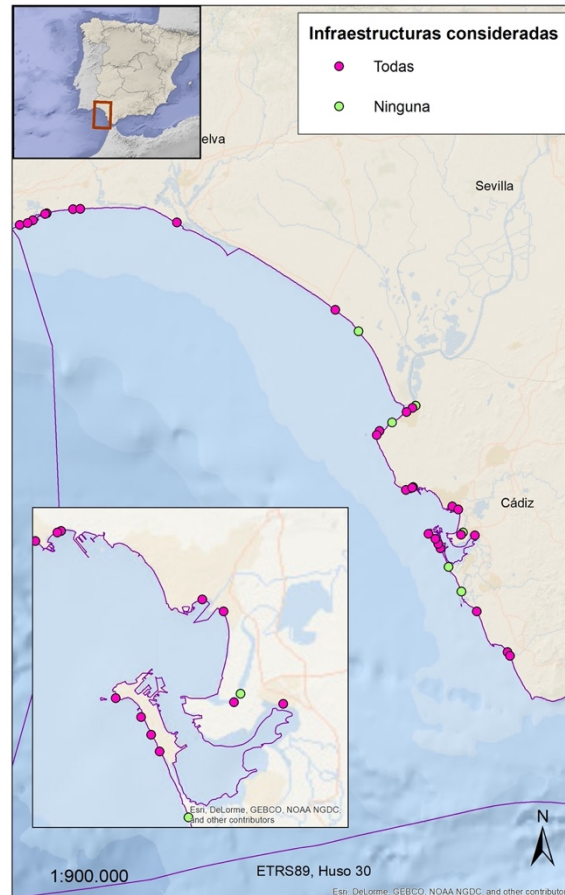 Infraestructuras consideradas
Todas
Ninguna
elva
Sevilla
Cádiz
Esri, DeLorme, GEBCO, NOAA NGDC,
and other contributors
N
1:900.000
ETRS89, Huso 30
Esri, DeLorme, GEBCO, NOAA NGDC, and other contributors